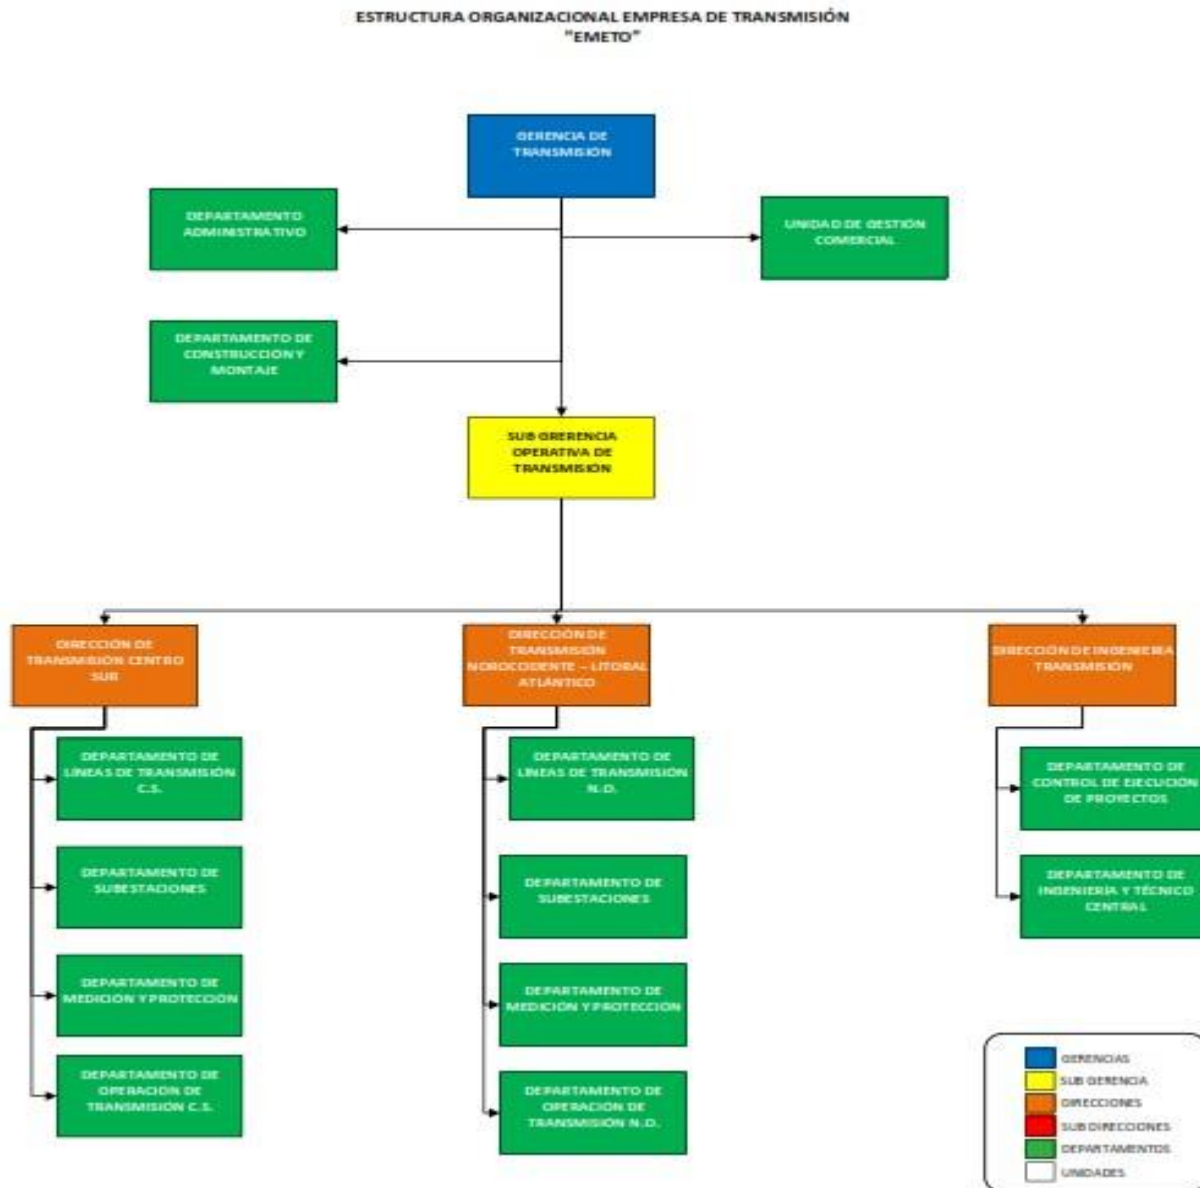 ESTRUCTURA ORGANIZACIONAL EMPRESA DE TRANSMISIÓN
"EMETO"
GERENCIA DE
TRANSMISIÓN
DEPARTAMENTO
ADMINISTRATIVO
UNIDAD DE GESTIÓN
COMERCIAL
DEPARTAMENTO DE
CONSTRUCCIÓN Y
MONTAJE
SUB GRERENCIA
OPERATIVA DE
TRANSMISIÓN
DIRECCIÓN DE
TRANSMISIÓN CENTRO
SUR
DIRECCIÓN DE
TRANSMISIÓN
NOROCODENTE – LITORAL
ATLÁNTICO
DIRECCIÓN DE INGENIERIA
TRANSMISIÓN
DEPARTAMENTO DE
LÍNEAS DE TRANSMISIÓN
C.S.
DEPARTAMENTO DE
SUBESTACIONES
DEPARTAMENTO DE
MEDICIÓN Y PROTECCIÓN
DEPARTAMENTO DE
OPERACIÓN DE
TRANSMISIÓN C.S.
DEPARTAMENTO DE
LÍNEAS DE TRANSMISIÓN
N.O.
DEPARTAMENTO DE
SUBESTACIONES
DEPARTAMENTO DE
MEDICIÓN Y PROTECCIÓN
DEPARTAMENTO DE
OPERACIÓN DE
TRANSMISIÓN N.O.
DEPARTAMENTO DE
CONTROL DE EJECUCIÓN
DE PROYECTOS
DEPARTAMENTO DE
INGENIERÍA Y TÉCNICO
CENTRAL
GERENCIAS
SUB GERENCIA
DIRECCIONES
SUB DIRECCIONES
DEPARTAMENTOS
UNIDADES